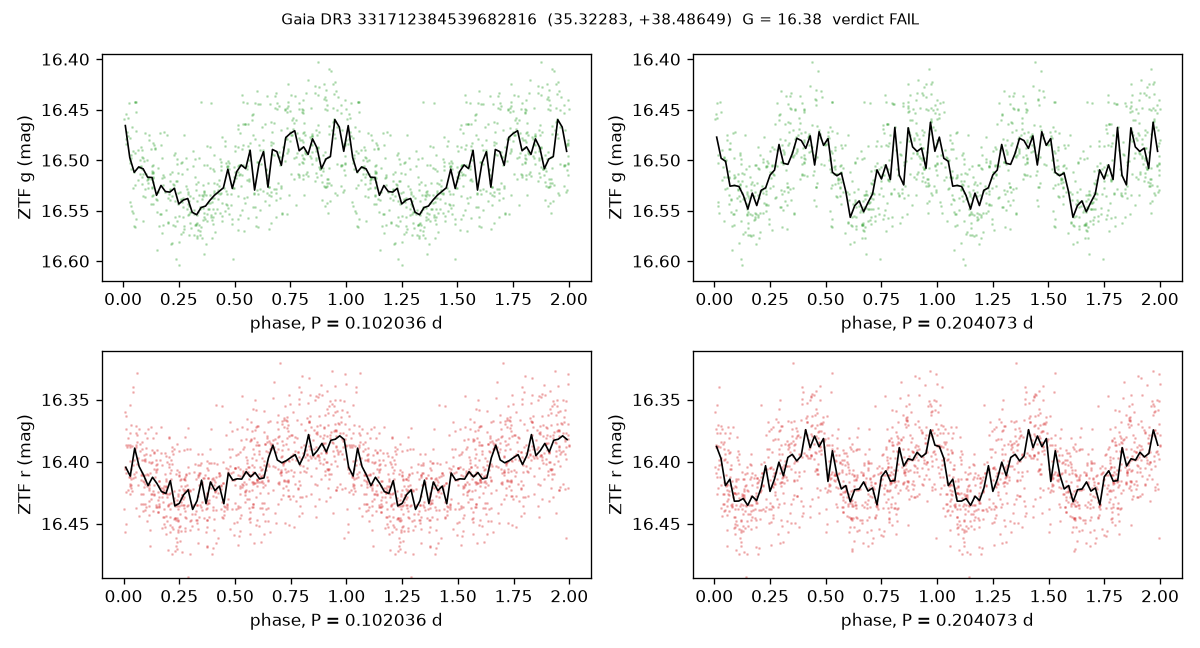 Gaia DR3 331712384539682816 (35.32283, +38.48649) G = 16.38 verdict FAIL
ZTF g (mag)
16.40
16.45
16.50
16.55
16.60
0.00 0.25 0.50 0.75 1.00 1.25 1.50 1.75 2.00
phase, P = 0.102036 d
ZTF g (mag)
16.40
16.45
16.50
16.55
16.60
0.00 0.25 0.50 0.75 1.00 1.25 1.50 1.75 2.00
phase, P = 0.204073 d
ZTF r (mag)
16.35
16.40
16.45
0.00 0.25 0.50 0.75 1.00 1.25 1.50 1.75 2.00
phase, P = 0.102036 d
ZTF r (mag)
16.35
16.40
16.45
0.00 0.25 0.50 0.75 1.00 1.25 1.50 1.75 2.00
phase, P = 0.204073 d